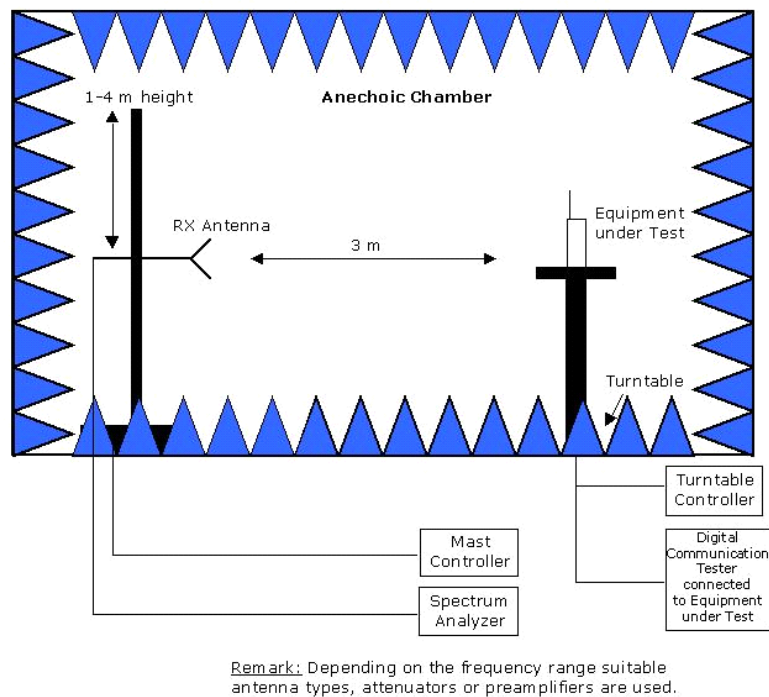 1-4 m height
Anechoic Chamber
RX Antenna
3 m
Equipment
under Test
Turntable
Turntable
Controller
Mast
Controller
Digital
Communication
Tester
connected
to Equipment
under Test
Spectrum
Analyzer
Remark: Depending on the frequency range suitable
antenna types, attenuators or preamplifiers are used.